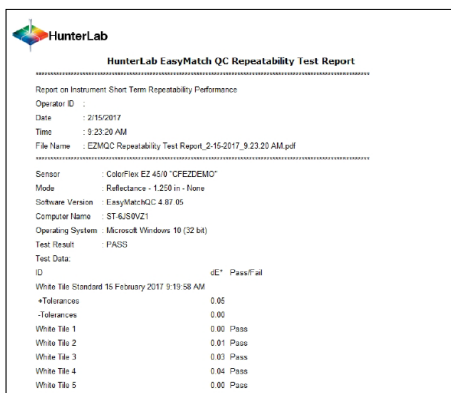 HunterLab
HunterLab EasyMatch QC Repeatability Test Report
Report on Instrument Short Term Repeatability Performance
Operator ID :
Date : 2/15/2017
Time : 9:23:20 AM
File Name : EZMQC Repeatability Test Report_2-15-2017_9.23.20 AM.pdf
Sensor : ColorFlex EZ 45/0 "CFEZDEMO"
Mode : Reflectance - 1.250 in - None
Software Version : EasyMatchQC 4.87.05
Computer Name : ST-6JS0VZ1
Operating System : Microsoft Windows 10 (32 bit)
Test Result : PASS
Test Data:
ID dE* Pass/Fail
White Tile Standard 15 February 2017 9:19:58 AM
+Tolerances 0.05
-Tolerances 0.00
White Tile 1 0.00 Pass
White Tile 2 0.01 Pass
White Tile 3 0.03 Pass
White Tile 4 0.04 Pass
White Tile 5 0.00 Pass